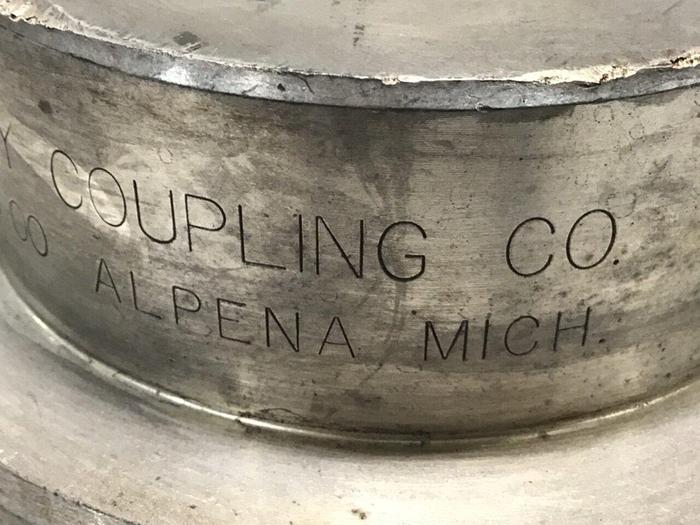 Y COUPLING CO.
ALPENA MICH.